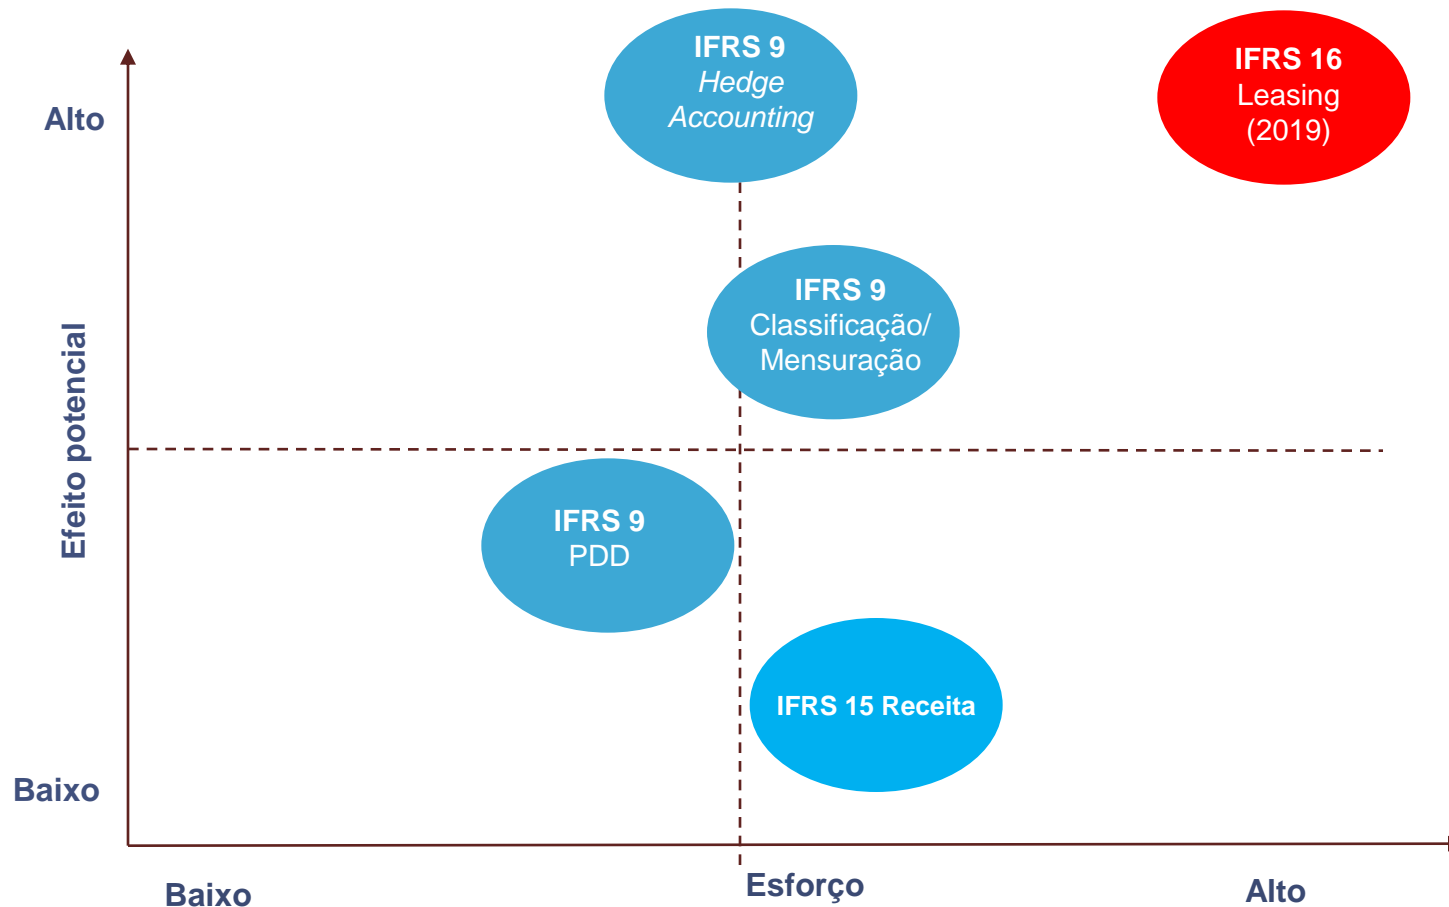 Alto
Efeito potencial
Baixo
IFRS 9
Hedge
Accounting
IFRS 16
Leasing
(2019)
IFRS 9
Classificação/
Mensuração
IFRS 9
PDD
IFRS 15 Receita
Baixo
Esforço
Alto